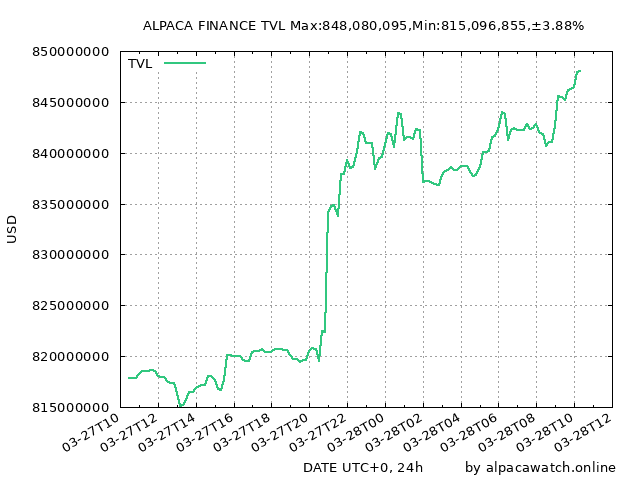 ALPACA FINANCE TVL Max:848,080,095,Min:815,096,855,±3.88%
TVL
850000000
845000000
840000000
835000000
830000000
825000000
820000000
815000000
USD
03-27T10
03-27T12
03-27T14
03-27T16
03-27T18
03-27T20
03-27T22
03-28T00
03-28T02
03-28T04
03-28T06
03-28T08
03-28T10
03-28T12
DATE UTC+0, 24h
by alpacawatch.online